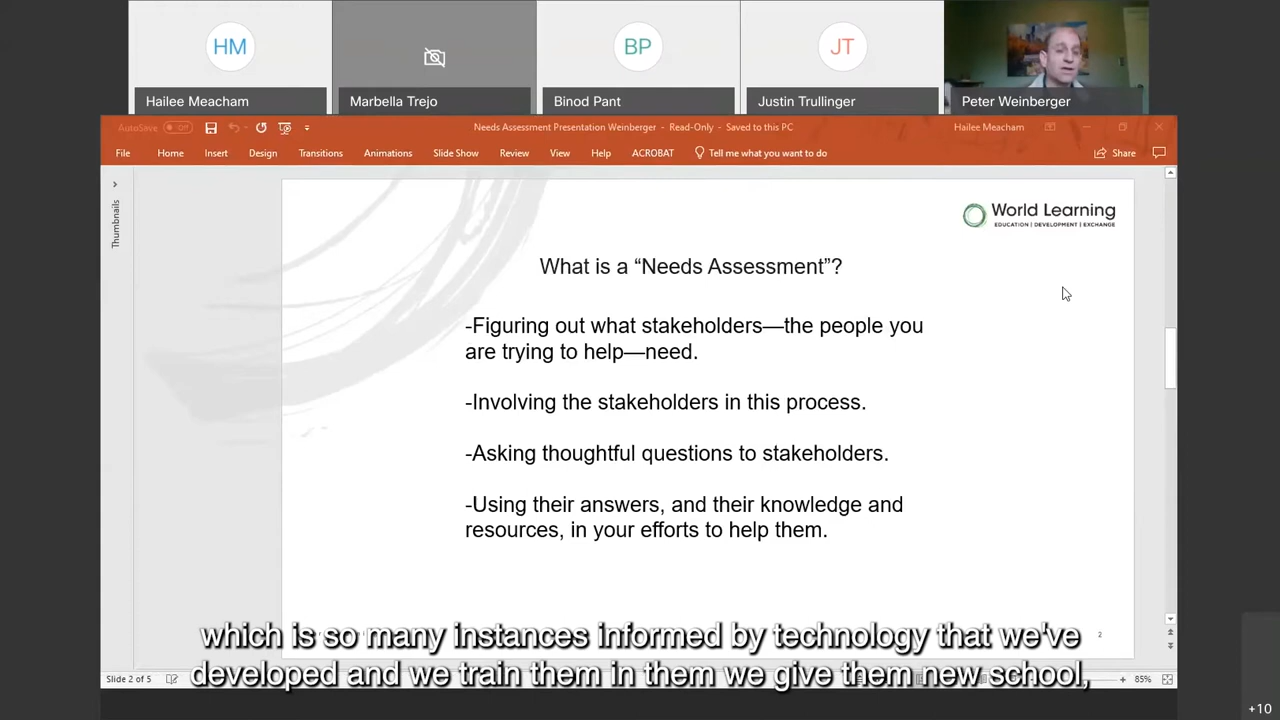 HM
BP
JT
Hailee Meacham
Marbella Trejo
Binod Pant
Justin Trullinger
Peter Weinberger
AutoSave Off
Needs Assessment Presentation Weinberger - Read-Only - Saved to this PC
Hailee Meacham
File Home Insert Design Transitions Animations Slide Show Review View Help ACROBAT Tell me what you want to do Share
Thumbnails
World Learning
EDUCATION | DEVELOPMENT | EXCHANGE
What is a “Needs Assessment”?
-Figuring out what stakeholders—the people you
are trying to help—need.
-Involving the stakeholders in this process.
-Asking thoughtful questions to stakeholders.
-Using their answers, and their knowledge and
resources, in your efforts to help them.
2
which is so many instances informed by technology that we've
developed and we train them in them we give them new school,
Slide 2 of 5
85%
+10